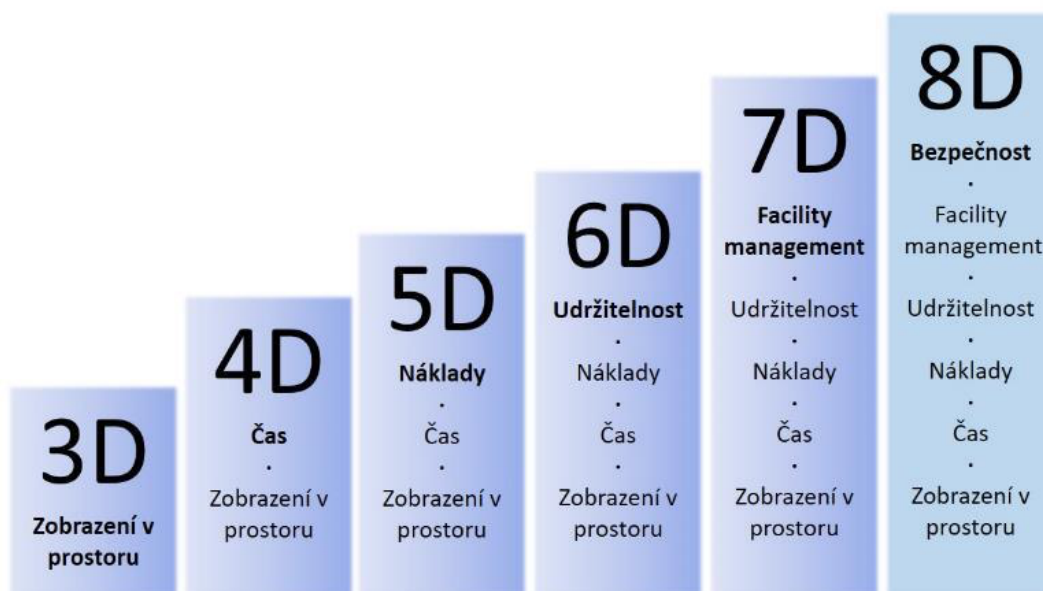 3D
Zobrazení v
prostoru
4D
Čas
·
Zobrazení v
prostoru
5D
Náklady
·
Čas
·
Zobrazení v
prostoru
6D
Udržitelnost
·
Náklady
·
Čas
·
Zobrazení v
prostoru
7D
Facility
management
·
Udržitelnost
·
Náklady
·
Čas
·
Zobrazení v
prostoru
8D
Bezpečnost
·
Facility
management
·
Udržitelnost
·
Náklady
·
Čas
·
Zobrazení v
prostoru